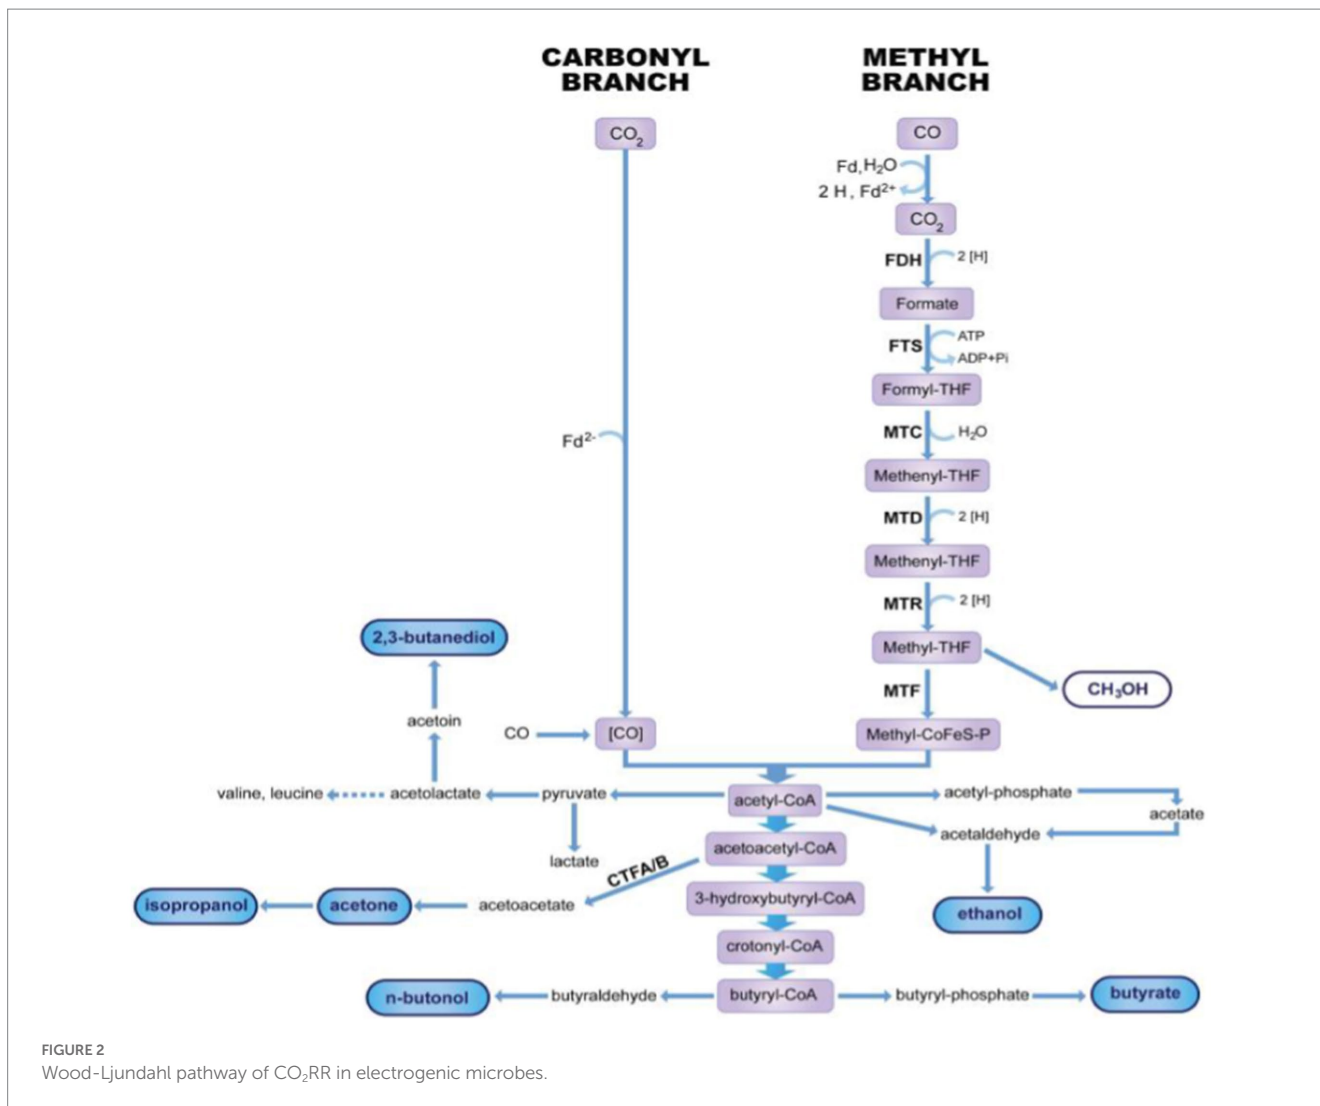 CARBONYL
BRANCH
METHYL
BRANCH
CO₂
CO
Fd,H₂O
2 H , Fd²⁺
CO₂
FDH
2 [H]
Formate
FTS
ATP
ADP+Pi
Formyl-THF
MTC
H₂O
Methenyl-THF
Fd²⁻
MTD
2 [H]
Methenyl-THF
MTR
2 [H]
2,3-butanediol
Methyl-THF
CH₃OH
MTF
acetoin
CO
[CO]
Methyl-CoFeS-P
valine, leucine
acetolactate
pyruvate
acetyl-CoA
acetyl-phosphate
acetate
acetaldehyde
lactate
acetoacetyl-CoA
CTFA/B
isopropanol
acetone
acetoacetate
3-hydroxybutyryl-CoA
ethanol
crotonyl-CoA
n-butonol
butyraldehyde
butyryl-CoA
butyryl-phosphate
butyrate
FIGURE 2
Wood-Ljundahl pathway of CO₂RR in electrogenic microbes.